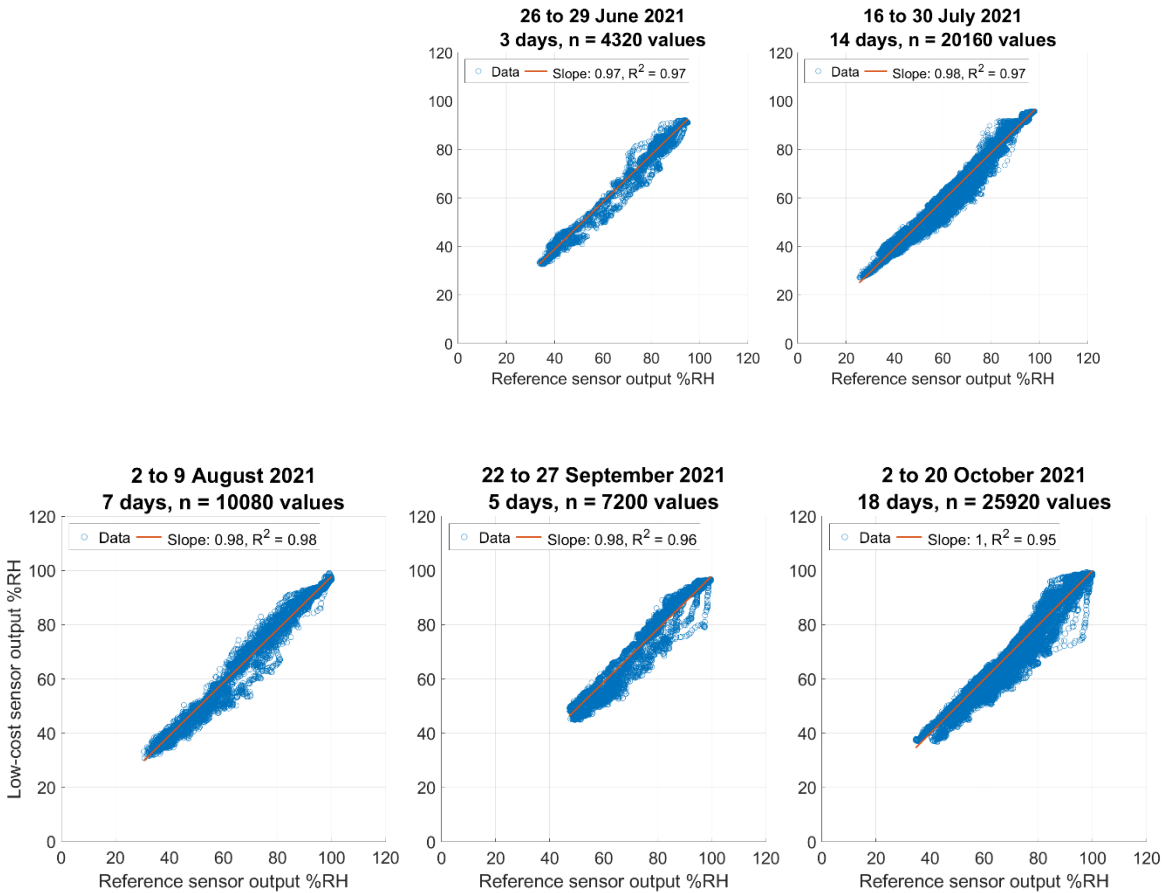 26 to 29 June 2021
3 days, n = 4320 values
120
100
80
60
40
20
0
Data Slope: 0.97, R² = 0.97
0 20 40 60 80 100 120
Reference sensor output %RH
16 to 30 July 2021
14 days, n = 20160 values
120
100
80
60
40
20
0
Data Slope: 0.98, R² = 0.97
0 20 40 60 80 100 120
Reference sensor output %RH
2 to 9 August 2021
7 days, n = 10080 values
Low-cost sensor output %RH
120
100
80
60
40
20
0
Data Slope: 0.98, R² = 0.98
0 20 40 60 80 100 120
Reference sensor output %RH
22 to 27 September 2021
5 days, n = 7200 values
120
100
80
60
40
20
0
Data Slope: 0.98, R² = 0.96
0 20 40 60 80 100 120
Reference sensor output %RH
2 to 20 October 2021
18 days, n = 25920 values
120
100
80
60
40
20
0
Data Slope: 1, R² = 0.95
0 20 40 60 80 100 120
Reference sensor output %RH